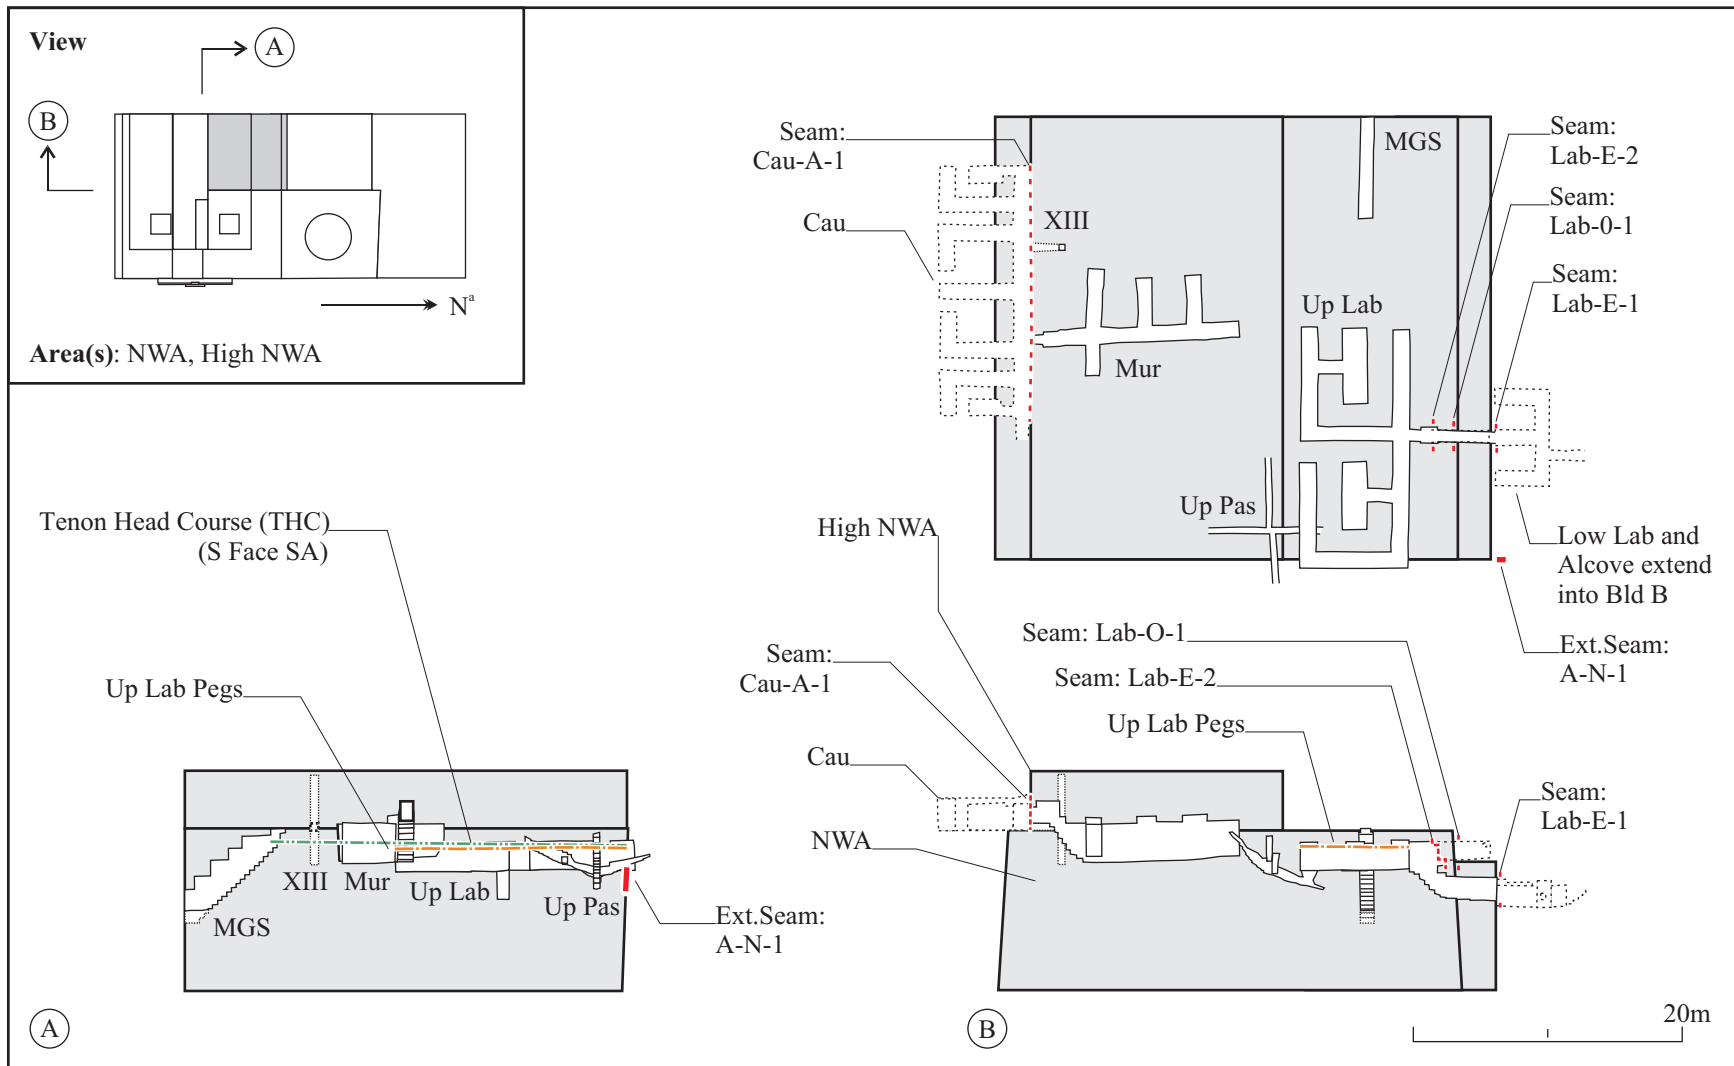 View
A
B
Nª
Area(s): NWA, High NWA
Seam:
Cau-A-1
Cau
XIII
Mur
MGS
Up Lab
Up Pas
Seam:
Lab-E-2
Seam:
Lab-0-1
Seam:
Lab-E-1
Low Lab and
Alcove extend
into Bld B
Ext.Seam:
A-N-1
Tenon Head Course (THC)
(S Face SA)
Up Lab Pegs
XIII
Mur
Up Lab
Up Pas
MGS
Ext.Seam:
A-N-1
A
High NWA
Seam:
Cau-A-1
Cau
NWA
Seam: Lab-O-1
Seam: Lab-E-2
Up Lab Pegs
Seam:
Lab-E-1
B
20m